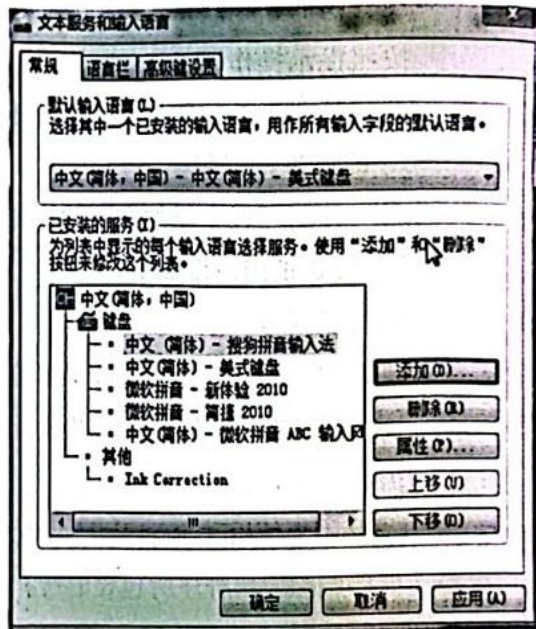 文本服务和输入语言
常规 语言栏 高级键设置
默认输入语言(L)
选择其中一个已安装的输入语言，用作所有输入字段的默认语言。
中文(简体，中国) - 中文(简体) - 美式键盘
已安装的服务(I)
为列表中显示的每个输入语言选择服务。使用“添加”和“删除”
按钮来修改这个列表。
CH 中文(简体，中国)
键盘
中文 (简体) - 搜狗拼音输入法
中文(简体) - 美式键盘
微软拼音 - 新体验 2010
微软拼音 - 简捷 2010
中文(简体) - 微软拼音 ABC 输入风
其他
Ink Correction
添加(D)...
删除(R)
属性(P)...
上移(U)
下移(O)
确定 取消 应用(A)